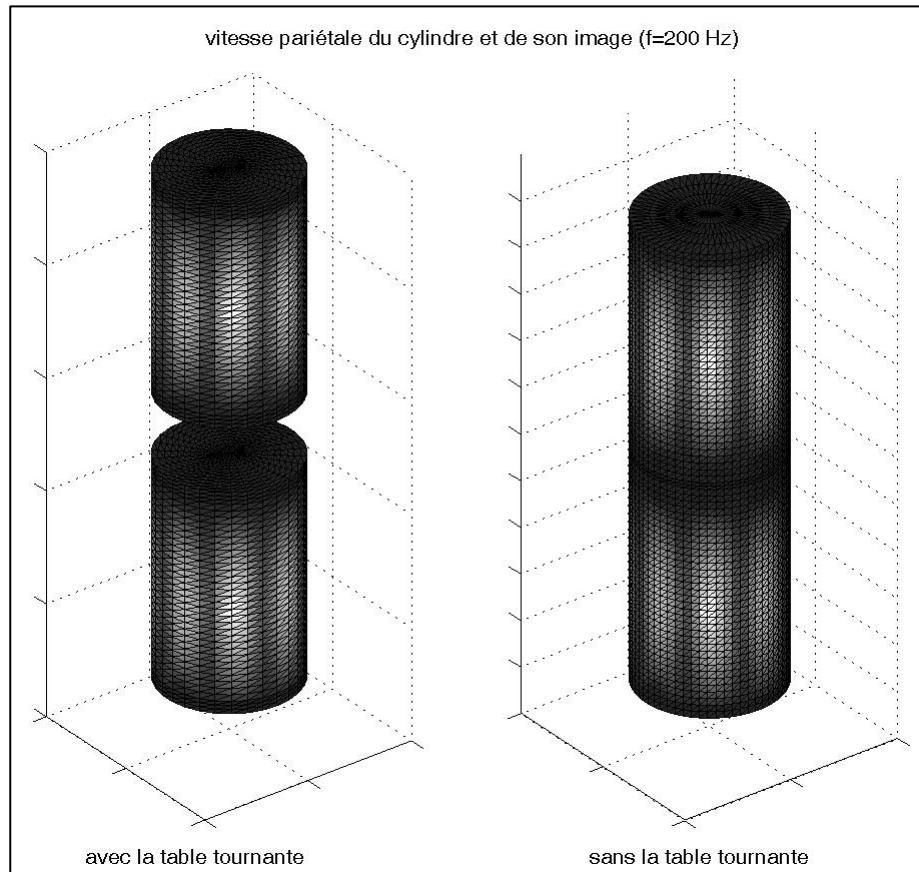 vitesse pariétale du cylindre et de son image (f=200 Hz)
avec la table tournante
sans la table tournante